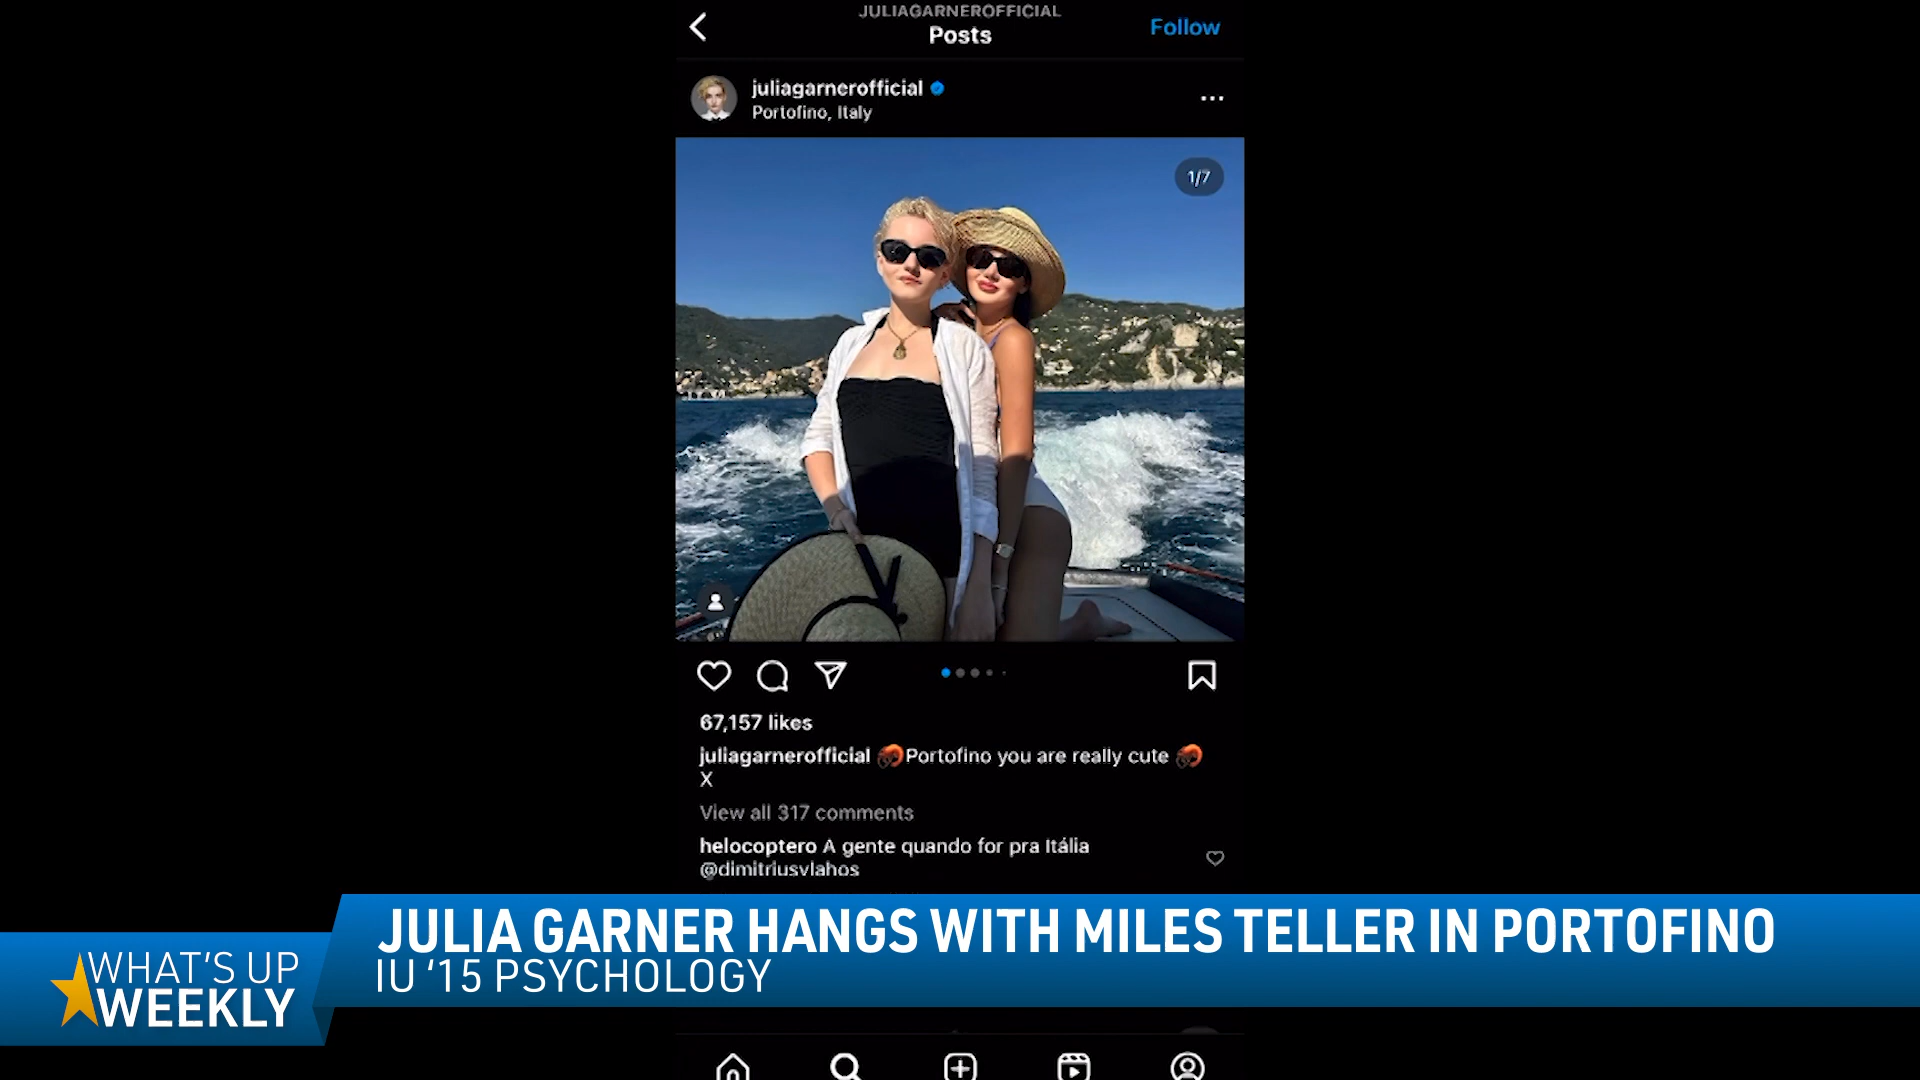 JULIAGARNEROFFICIAL
Posts
Follow
juliagarnerofficial
Portofino, Italy
1/7
67,157 likes
juliagarnerofficial 🦐Portofino you are really cute 🦐
X
View all 317 comments
helocoptero A gente quando for pra Itália
@dimitriusvlahos
JULIA GARNER HANGS WITH MILES TELLER IN PORTOFINO
IU ‘15 PSYCHOLOGY
WHAT'S UP
WEEKLY